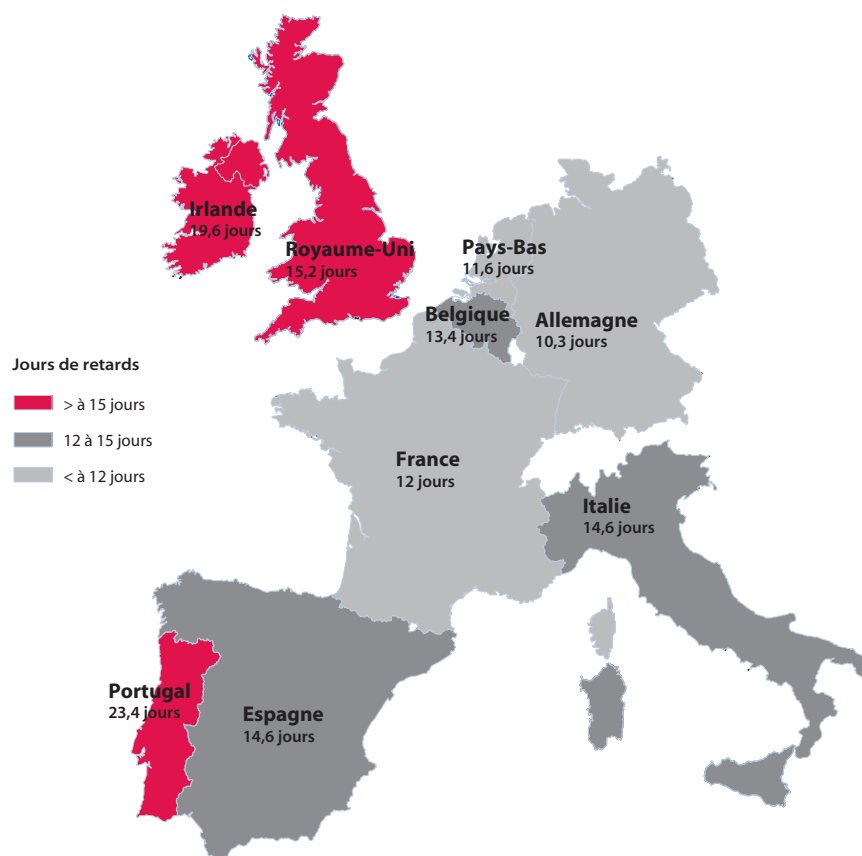 Irlande
19,6 jours
Royaume-Uni
15,2 jours
Pays-Bas
11,6 jours
Belgique
13,4 jours
Allemagne
10,3 jours
Jours de retards
> à 15 jours
12 à 15 jours
< à 12 jours
France
12 jours
Italie
14,6 jours
Portugal
23,4 jours
Espagne
14,6 jours